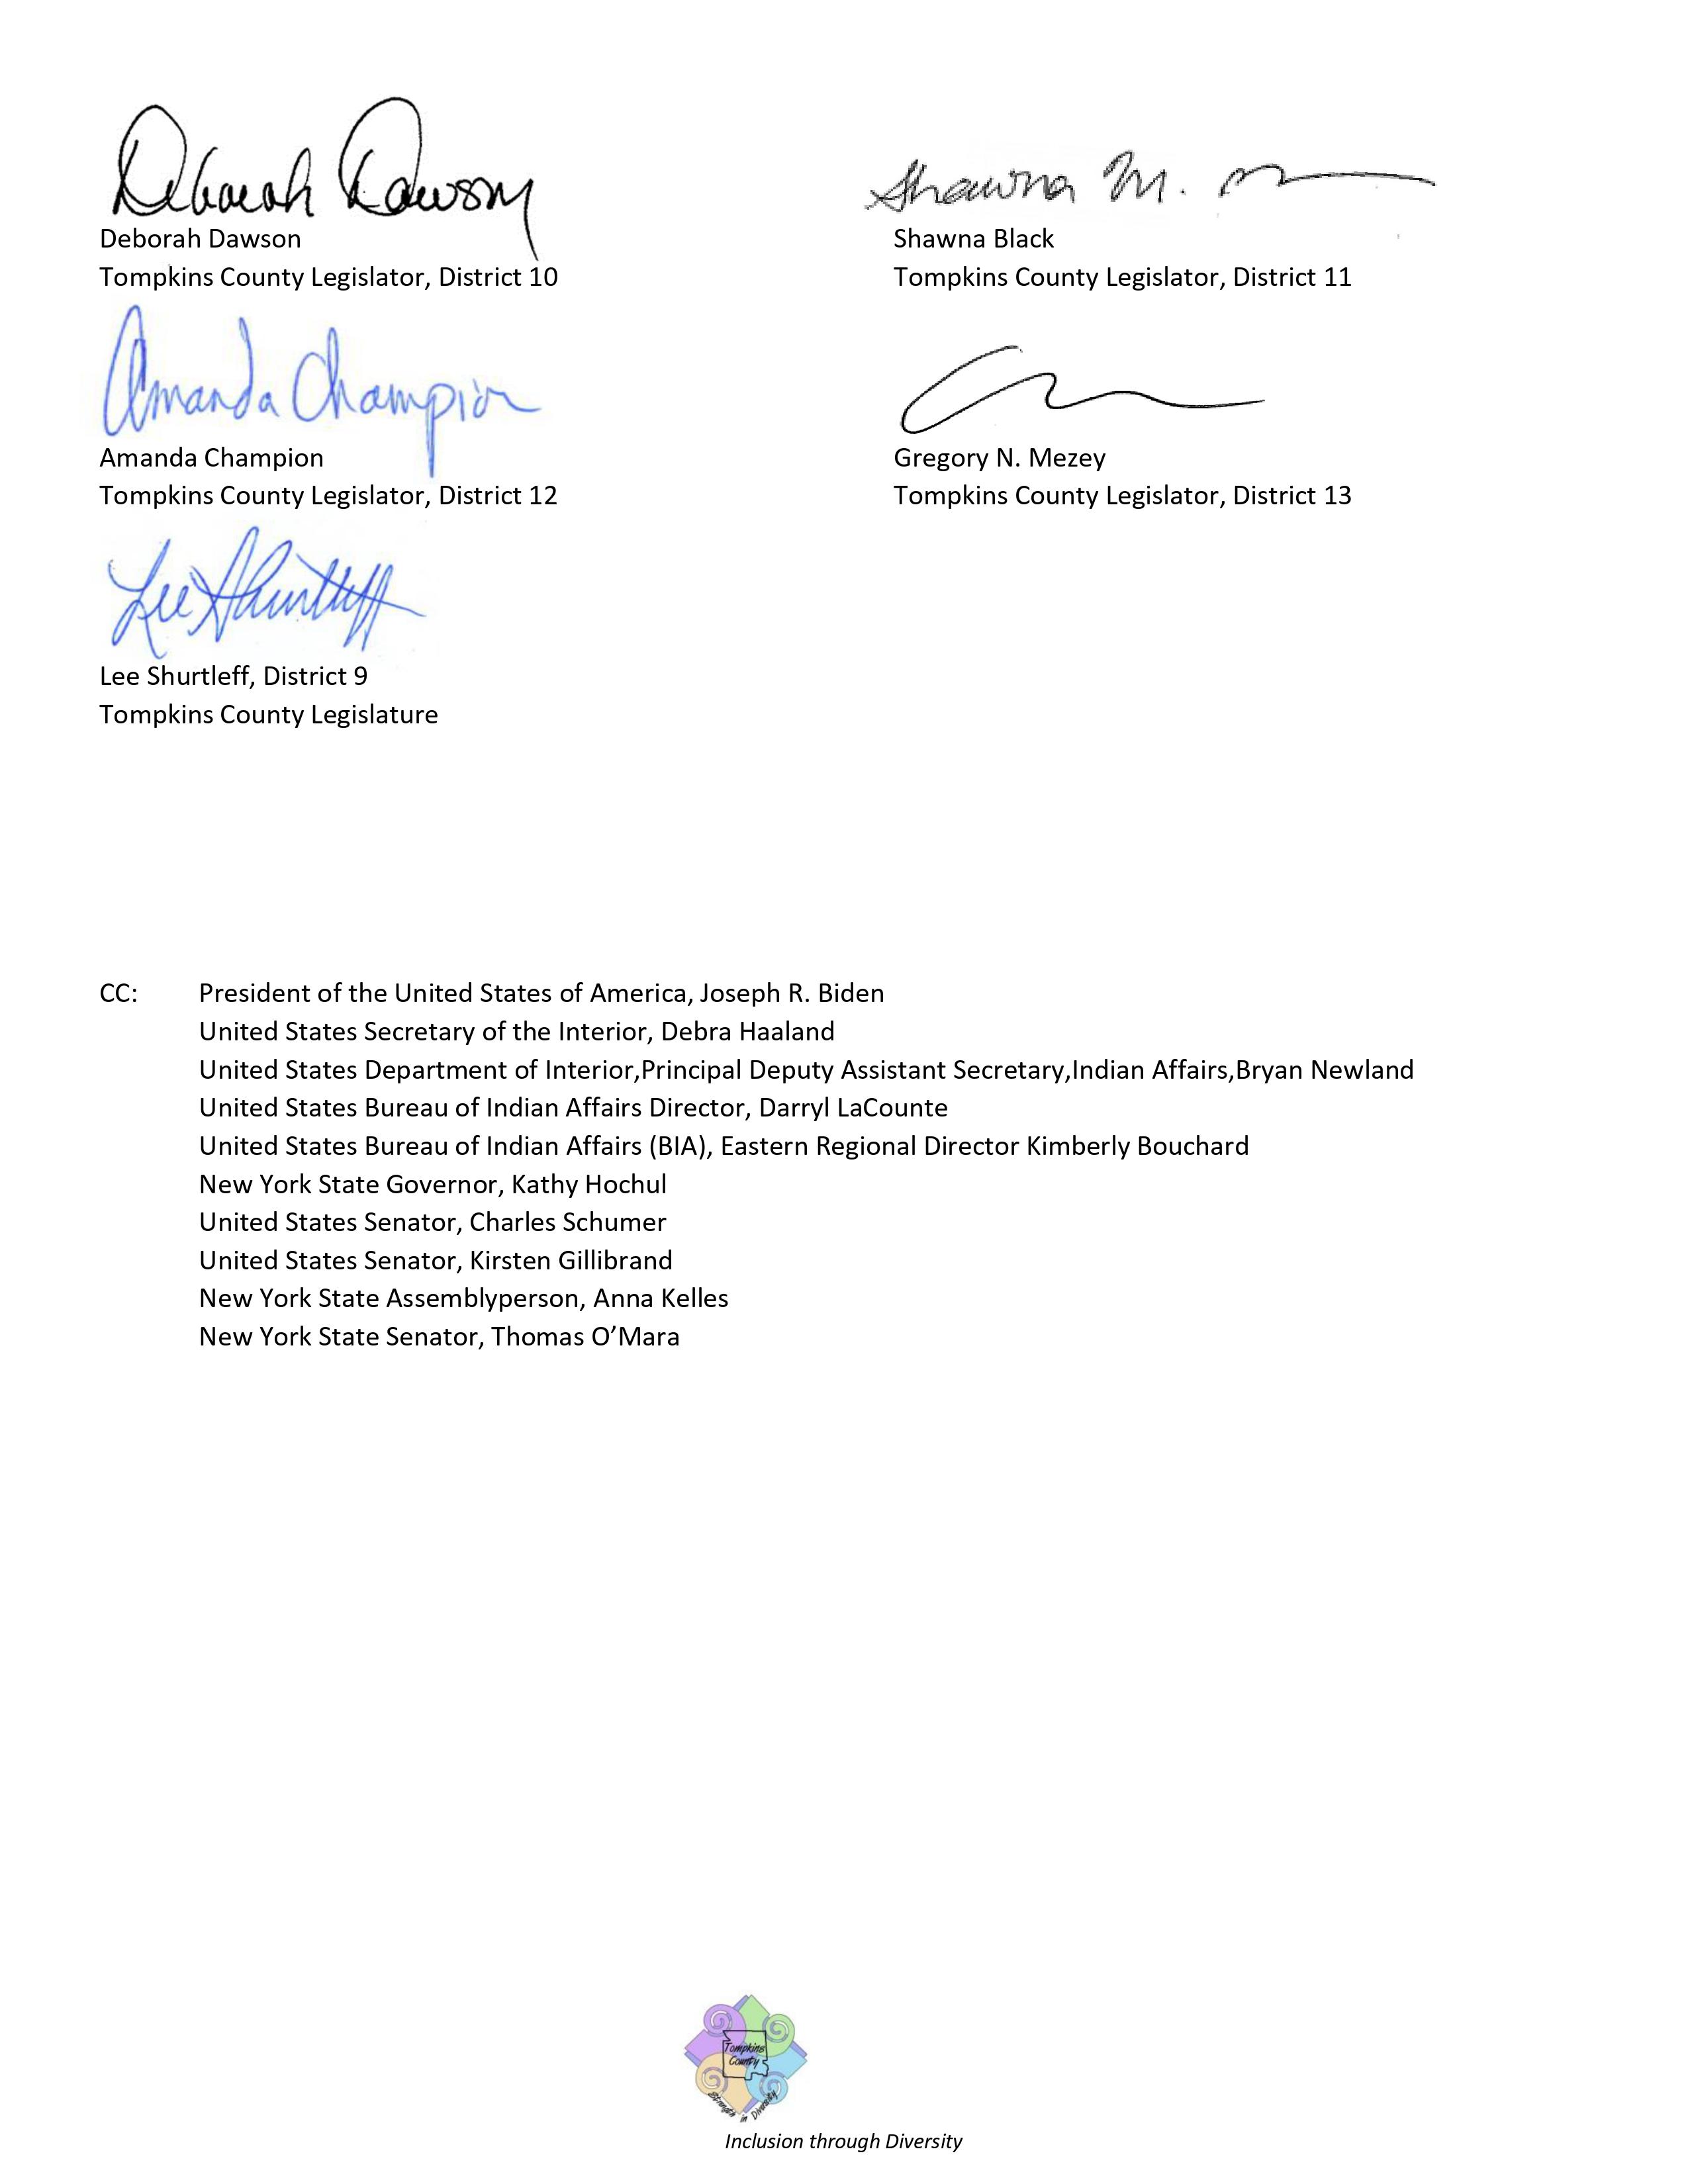 Deborah Dawson
Deborah Dawson
Tompkins County Legislator, District 10
Shawna M.
Shawna Black
Tompkins County Legislator, District 11
Amanda Champion
Amanda Champion
Tompkins County Legislator, District 12
Gregory N. Mezey
Tompkins County Legislator, District 13
Lee Shurtleff
Lee Shurtleff, District 9
Tompkins County Legislature
CC: President of the United States of America, Joseph R. Biden
United States Secretary of the Interior, Debra Haaland
United States Department of Interior,Principal Deputy Assistant Secretary,Indian Affairs,Bryan Newland
United States Bureau of Indian Affairs Director, Darryl LaCounte
United States Bureau of Indian Affairs (BIA), Eastern Regional Director Kimberly Bouchard
New York State Governor, Kathy Hochul
United States Senator, Charles Schumer
United States Senator, Kirsten Gillibrand
New York State Assemblyperson, Anna Kelles
New York State Senator, Thomas O’Mara
Tompkins
County
Strength in Diversity
Inclusion through Diversity